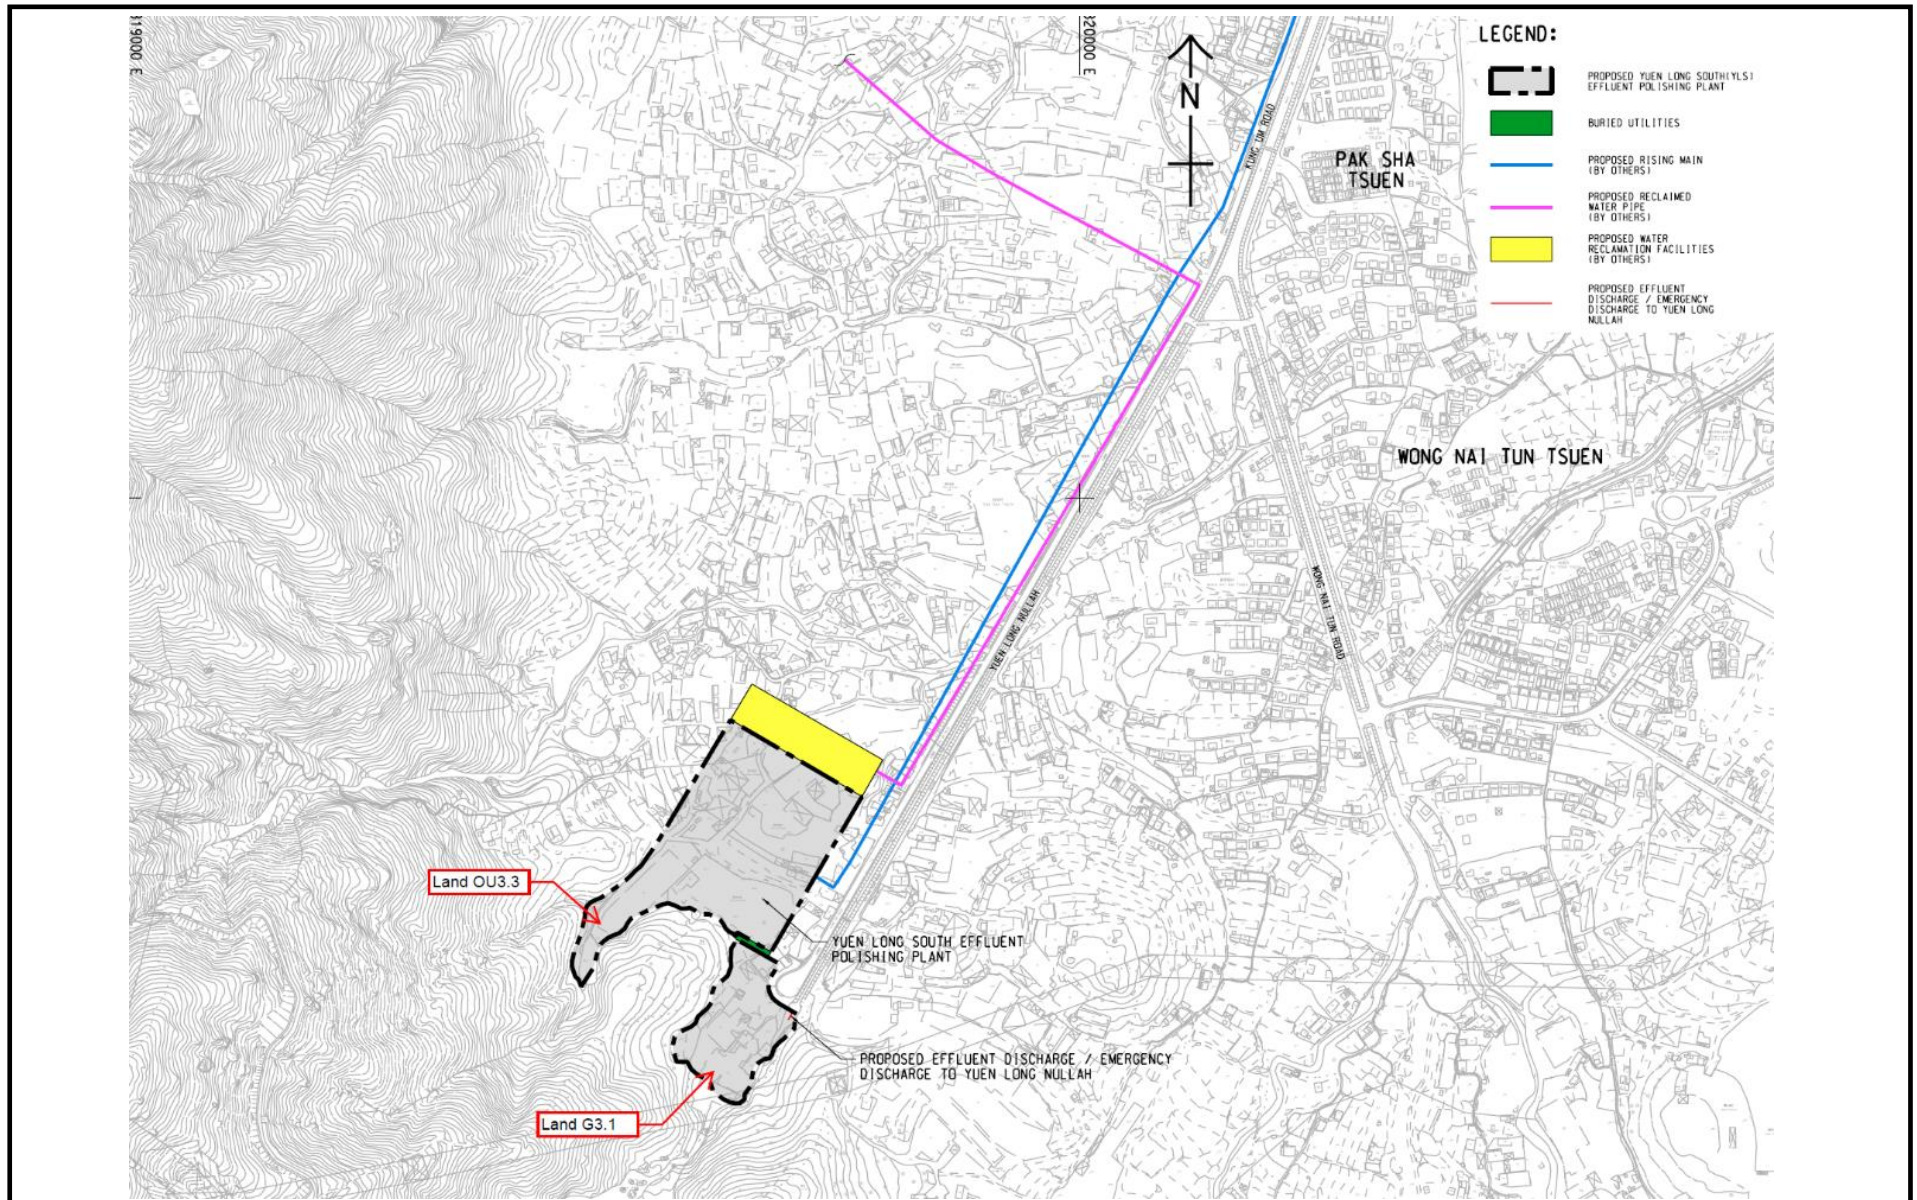 819000 E
820000 E
N
LEGEND:
PROPOSED YUEN LONG SOUTH(YLS)
EFFLUENT POLISHING PLANT
BURIED UTILITIES
PROPOSED RISING MAIN
(BY OTHERS)
PROPOSED RECLAIMED
WATER PIPE
(BY OTHERS)
PROPOSED WATER
RECLAMATION FACILITIES
(BY OTHERS)
PROPOSED EFFLUENT
DISCHARGE / EMERGENCY
DISCHARGE TO YUEN LONG
NULLAH
KUNG UM ROAD
PAK SHA
TSUEN
WONG NAI TUN TSUEN
WONG NAI TUN ROAD
YUEN LONG NULLAH
Land OU3.3
YUEN LONG SOUTH EFFLUENT
POLISHING PLANT
PROPOSED EFFLUENT DISCHARGE / EMERGENCY
DISCHARGE TO YUEN LONG NULLAH
Land G3.1